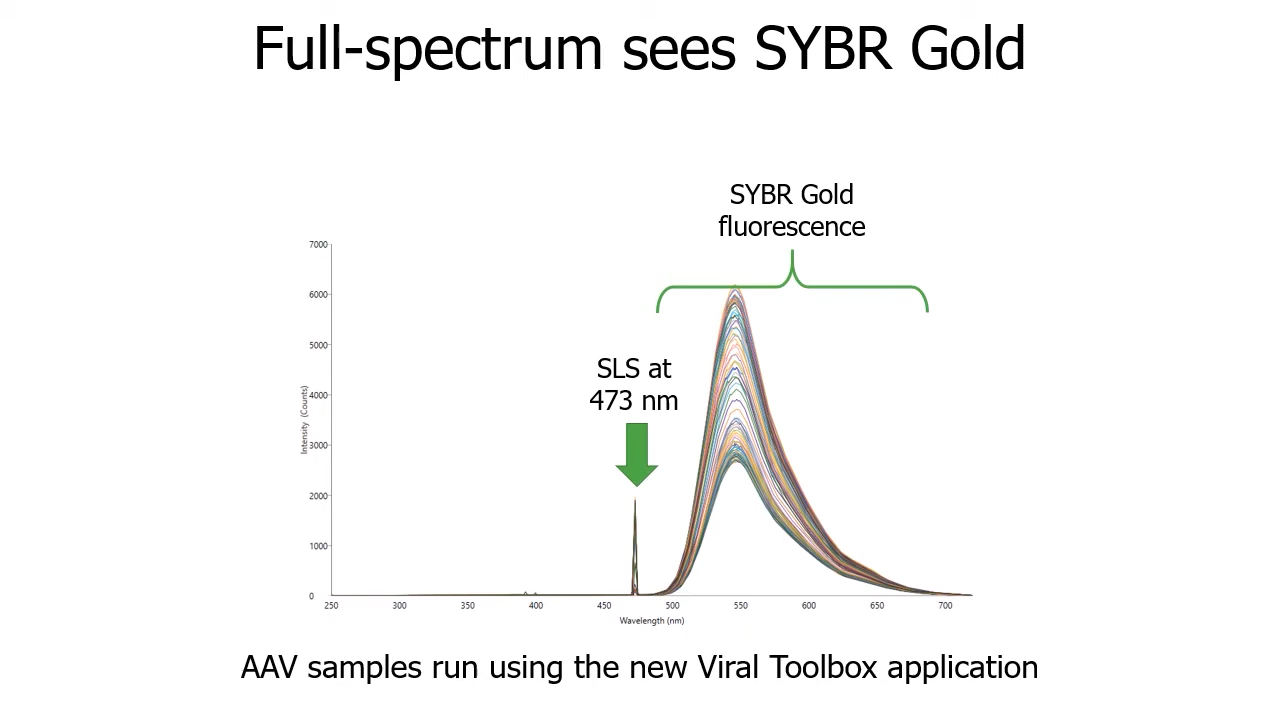 Full-spectrum sees SYBR Gold
SYBR Gold
fluorescence
SLS at
473 nm
7000
6000
5000
4000
3000
2000
1000
0
Intensity (Counts)
250 300 350 400 450 500 550 600 650 700
Wavelength (nm)
AAV samples run using the new Viral Toolbox application